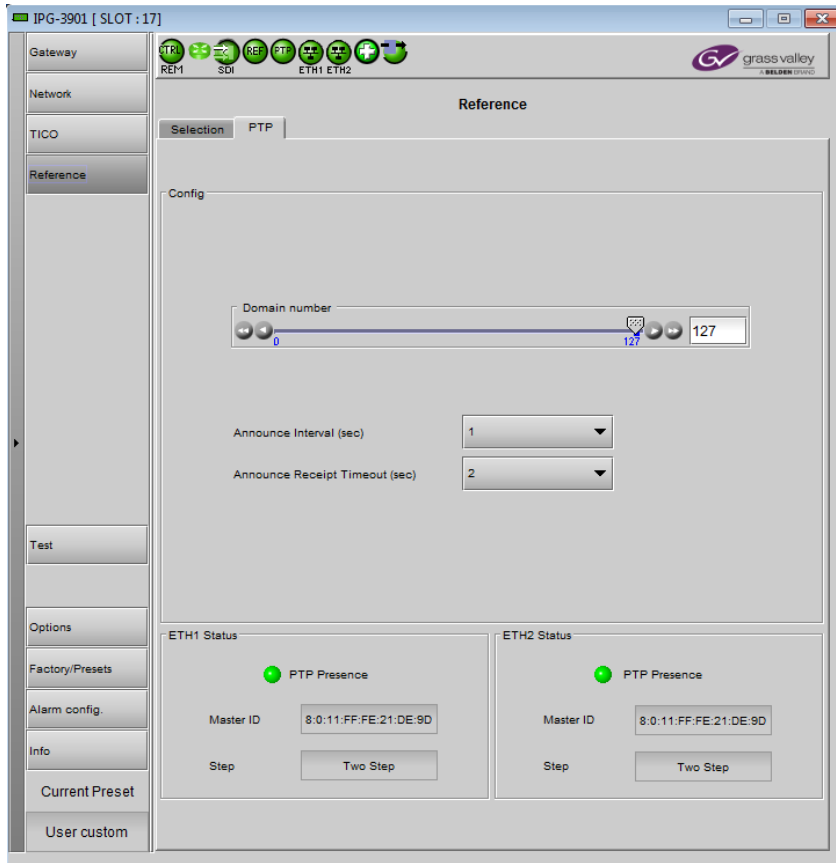 IPG-3901 [ SLOT : 17]
Gateway
Network
TICO
Reference
Test
Options
Factory/Presets
Alarm config.
Info
Current Preset
User custom
CTRL
REF
PTP
REM
SDI
ETH1 ETH2
GV
grass valley
A BELDEN BRAND
Reference
Selection
PTP
Config
Domain number
0
127
127
Announce Interval (sec)
1
Announce Receipt Timeout (sec)
2
ETH1 Status
PTP Presence
Master ID
8:0:11:FF:FE:21:DE:9D
Step
Two Step
ETH2 Status
PTP Presence
Master ID
8:0:11:FF:FE:21:DE:9D
Step
Two Step